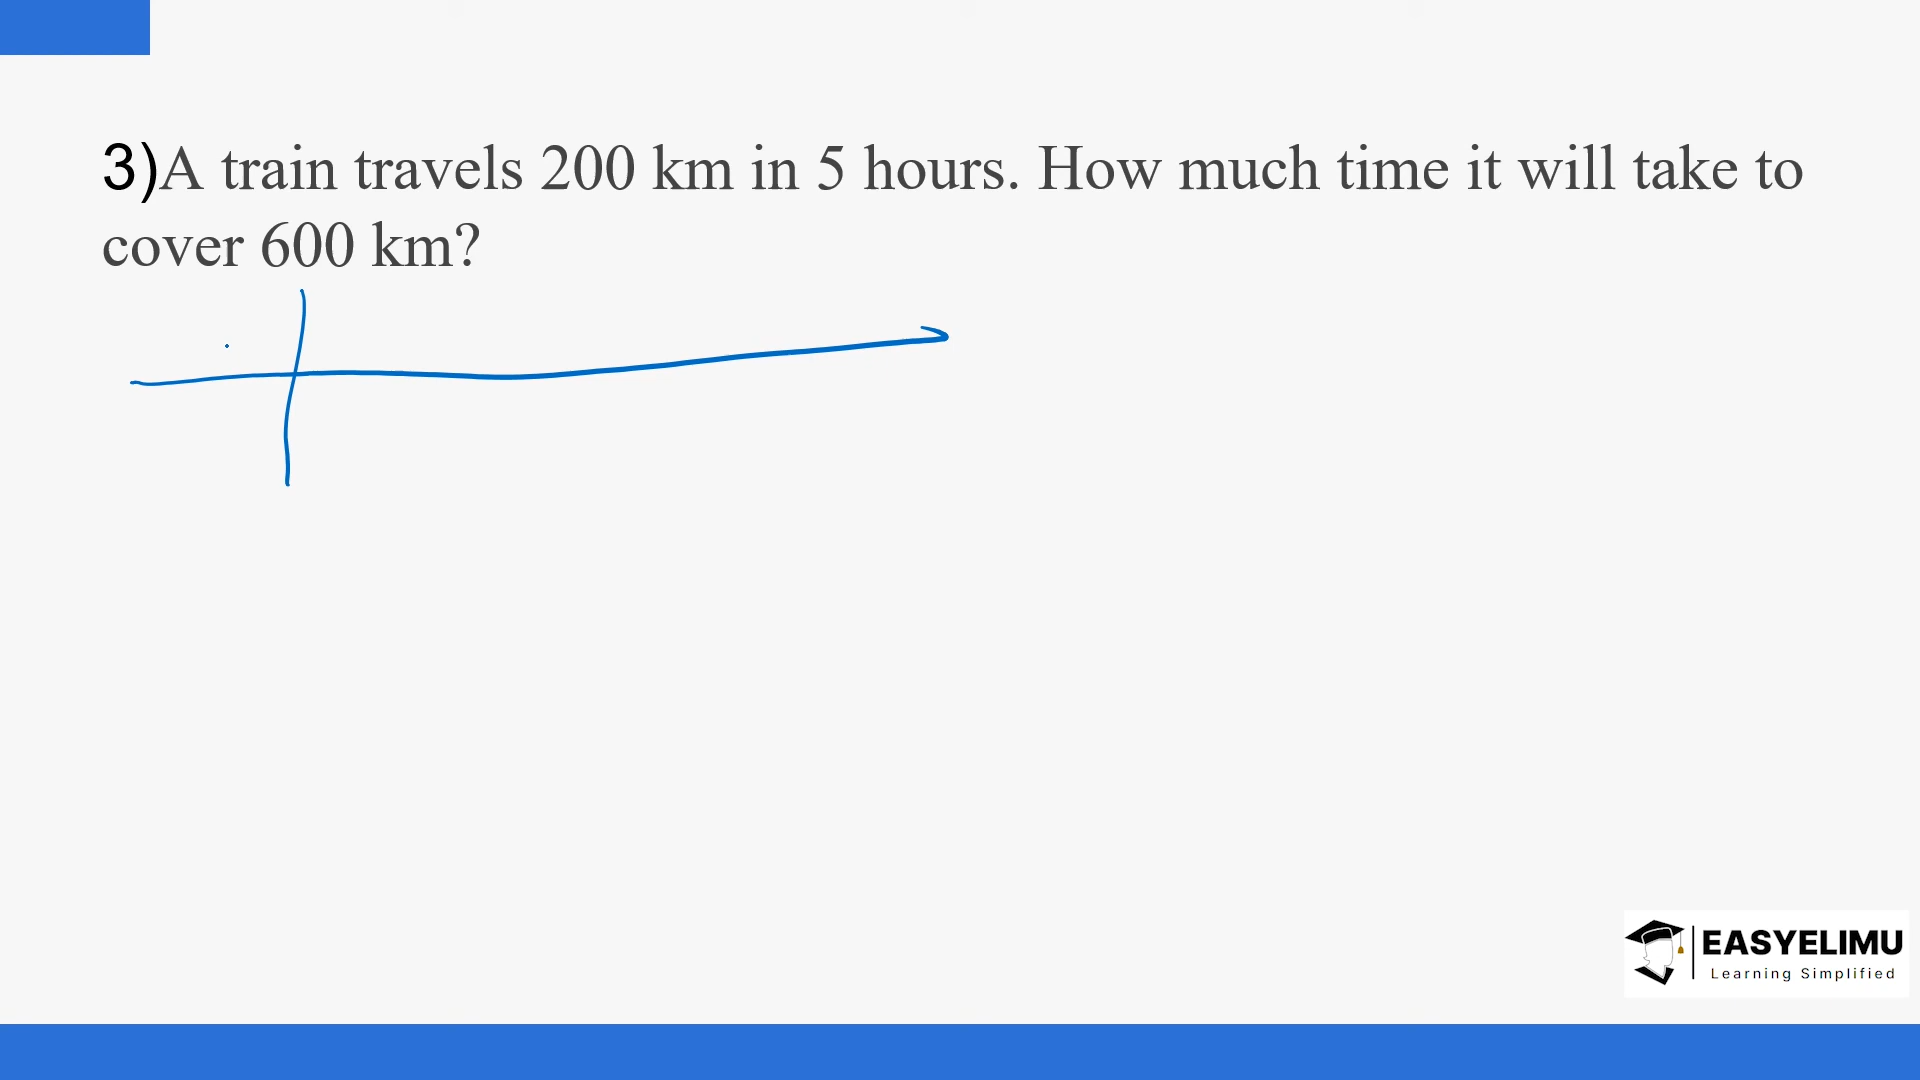 3)A train travels 200 km in 5 hours. How much time it will take to
cover 600 km?
EASYELIMU
Learning Simplified